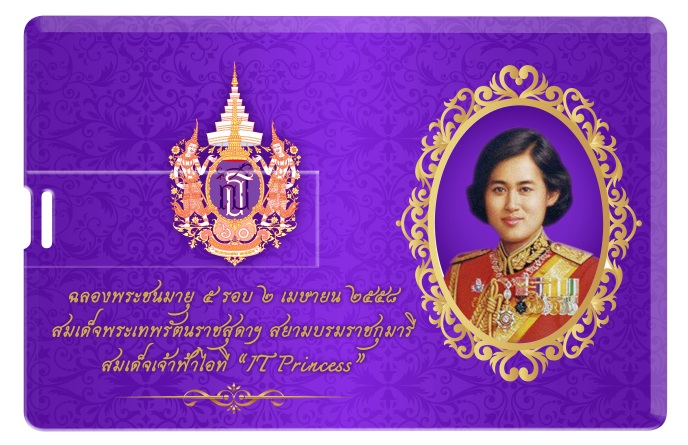 ฉลองพระชนมายุ ๕ รอบ ๒ เมษายน ๒๕๕๘
สมเด็จพระเทพรัตนราชสุดาฯ สยามบรมราชกุมารี
สมเด็จเจ้าฟ้าไอที “IT Princess”